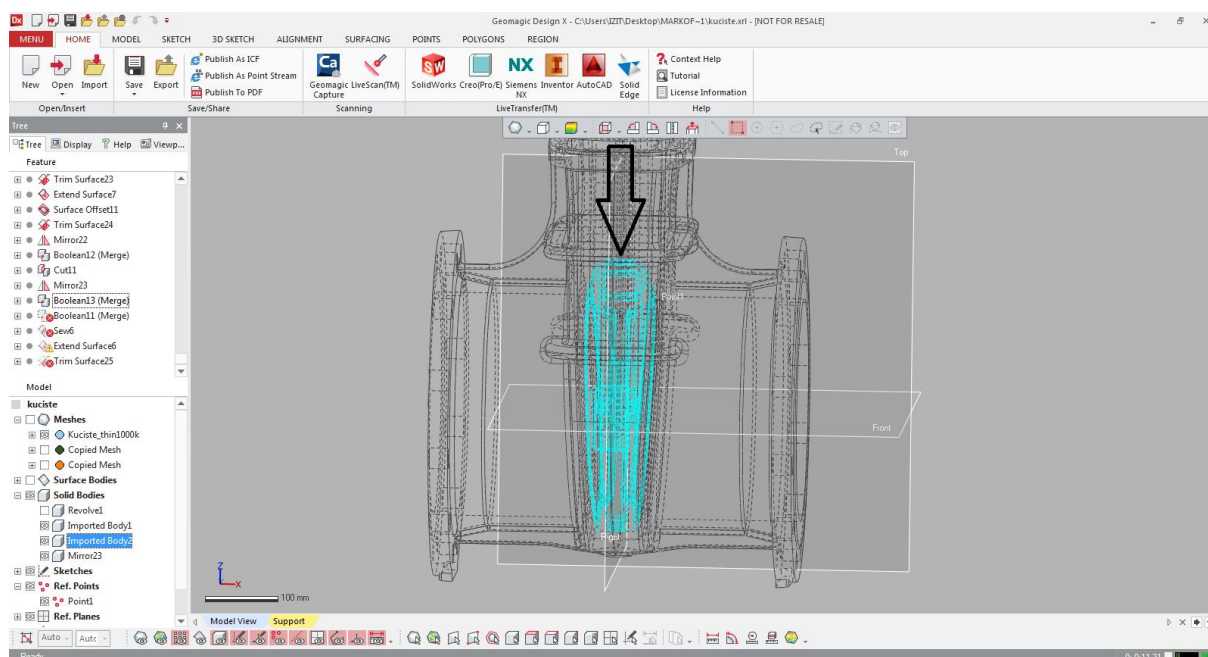 Geomagic Design X - C:\Users\IZIT\Desktop\MARKOF~1\kuciste.xrl - [NOT FOR RESALE]
MENU HOME MODEL SKETCH 3D SKETCH ALIGNMENT SURFACING POINTS POLYGONS REGION
New Open Import Save Export
Publish As ICF
Publish As Point Stream
Publish To PDF
Geomagic Capture LiveScan(TM)
SolidWorks Creo(Pro/E) Siemens NX Inventor AutoCAD Solid Edge
Context Help
Tutorial
License Information
Open/Insert Save/Share Scanning LiveTransfer(TM) Help
Tree
Tree Display Help Viewp...
Feature
Trim Surface23
Extend Surface7
Surface Offset11
Trim Surface24
Mirror22
Boolean12 (Merge)
Cut11
Mirror23
Boolean13 (Merge)
Boolean11 (Merge)
Sew6
Extend Surface6
Trim Surface25
Model
kuciste
Meshes
Kuciste_thin1000k
Copied Mesh
Copied Mesh
Surface Bodies
Solid Bodies
Revolve1
Imported Body1
Imported Body2
Mirror23
Sketches
Ref. Points
Point1
Ref. Planes
Top
Point1
Front
Right
Z
X
100 mm
Model View Support
Auto Autc
Ready